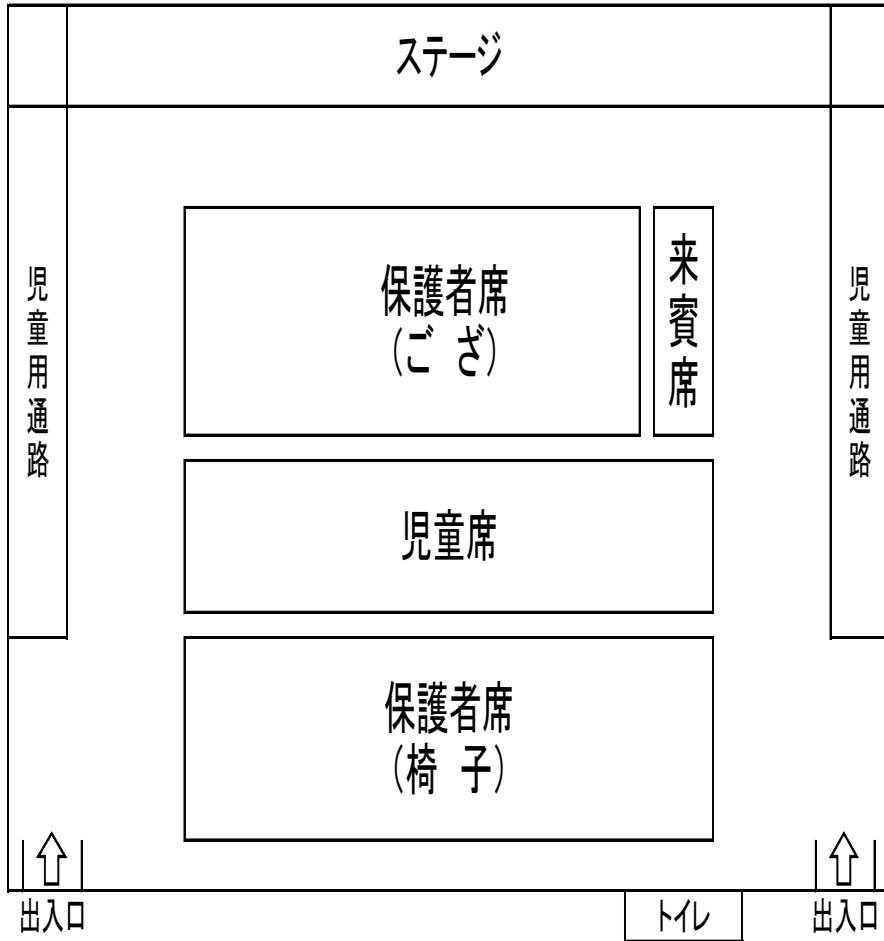 ステージ
児童用通路
保護者席
(ご ざ)
来賓席
児童用通路
児童席
保護者席
(椅 子)
出入口
トイレ
出入口